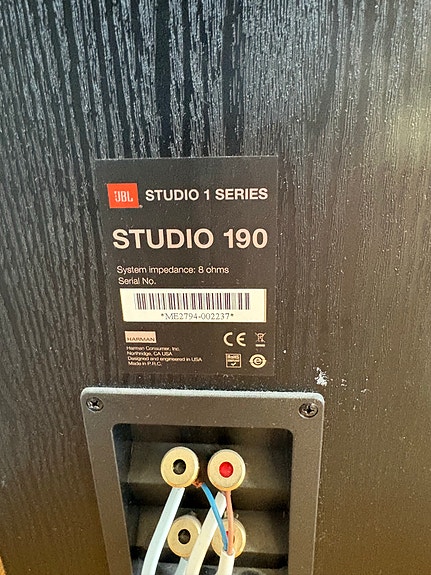 JBL STUDIO 1 SERIES
STUDIO 190
System impedance: 8 ohms
Serial No.
*ME2794-002237*
HARMAN
Harman Consumer, Inc.
Northridge, CA USA
Designed and engineered in USA
Made in P.R.C.
CE